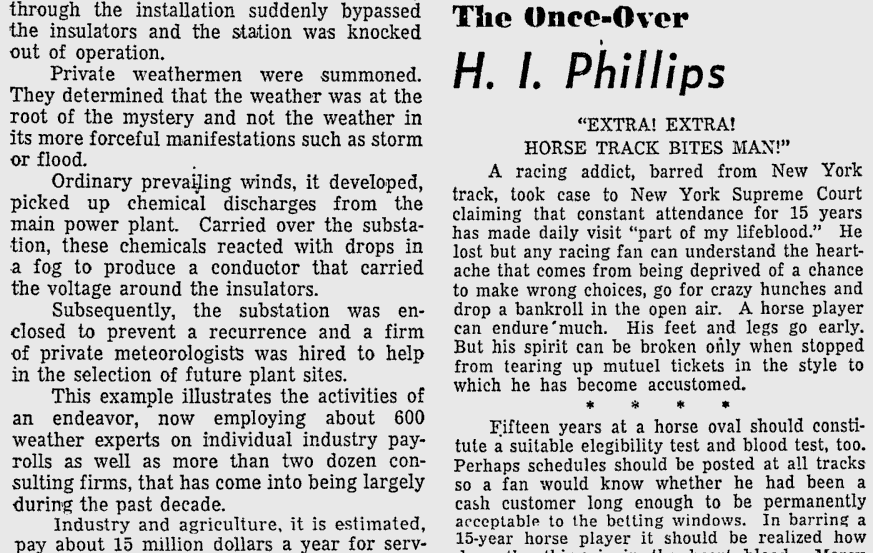 through the installation suddenly bypassed
the insulators and the station was knocked
out of operation.
Private weathermen were summoned.
They determined that the weather was at the
root of the mystery and not the weather in
its more forceful manifestations such as storm
or flood.
Ordinary prevailing winds, it developed,
picked up chemical discharges from the
main power plant. Carried over the substa-
tion, these chemicals reacted with drops in
a fog to produce a conductor that carried
the voltage around the insulators.
Subsequently, the substation was en-
closed to prevent a recurrence and a firm
of private meteorologists was hired to help
in the selection of future plant sites.
This example illustrates the activities of
an endeavor, now employing about 600
weather experts on individual industry pay-
rolls as well as more than two dozen con-
sulting firms, that has come into being largely
during the past decade.
Industry and agriculture, it is estimated,
pay about 15 million dollars a year for serv-
The Once-Over
H. I. Phillips
"EXTRA! EXTRA!
HORSE TRACK BITES MAN!"
A racing addict, barred from New York
track, took case to New York Supreme Court
claiming that constant attendance for 15 years
has made daily visit "part of my lifeblood." He
lost but any racing fan can understand the heart-
ache that comes from being deprived of a chance
to make wrong choices, go for crazy hunches and
drop a bankroll in the open air. A horse player
can endure much. His feet and legs go early.
But his spirit can be broken only when stopped
from tearing up mutuel tickets in the style to
which he has become accustomed.
* * * *
Fifteen years at a horse oval should consti-
tute a suitable elegibility test and blood test, too.
Perhaps schedules should be posted at all tracks
so a fan would know whether he had been a
cash customer long enough to be permanently
acceptable to the betting windows. In barring a
15-year horse player it should be realized how